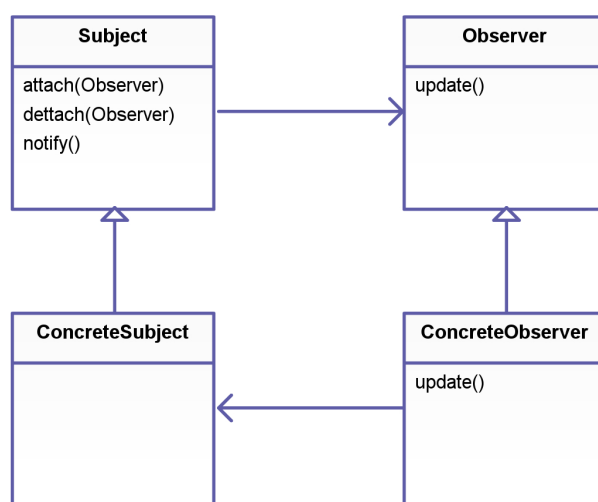 Subject
attach(Observer)
dettach(Observer)
notify()
Observer
update()
ConcreteSubject
ConcreteObserver
update()